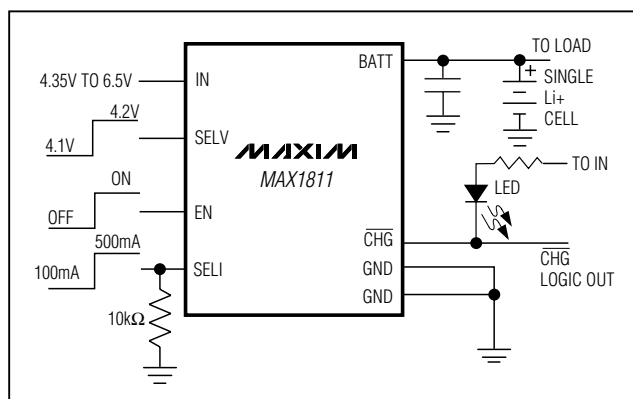 4.35V TO 6.5V
IN
4.2V
4.1V
SELV
ON
OFF
EN
500mA
100mA
SELI
10kΩ
MAXIM
MAX1811
BATT
TO LOAD
+
SINGLE
Li+
CELL
TO IN
LED
CHG
GND
GND
CHG
LOGIC OUT